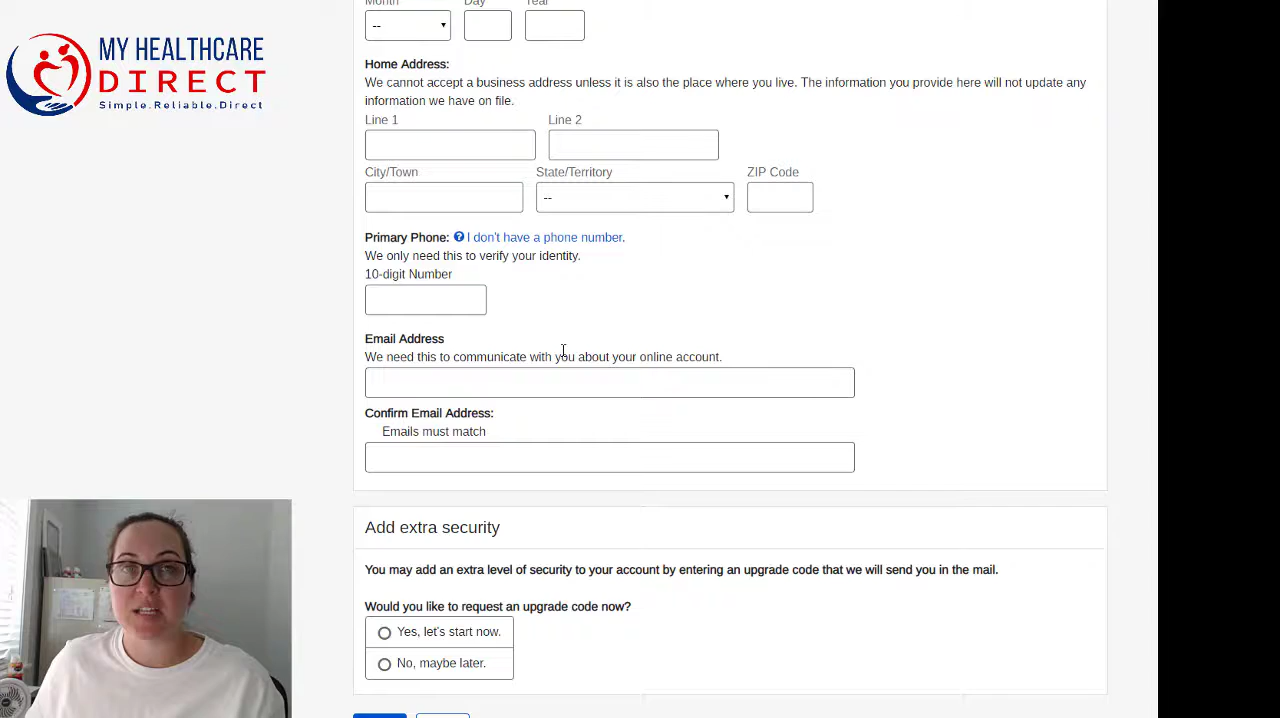 Month Day Year
--
MY HEALTHCARE
DIRECT
Simple.Reliable.Direct
Home Address:
We cannot accept a business address unless it is also the place where you live. The information you provide here will not update any
information we have on file.
Line 1 Line 2
City/Town State/Territory ZIP Code
--
Primary Phone: ? I don't have a phone number.
We only need this to verify your identity.
10-digit Number
Email Address
We need this to communicate with you about your online account.
Confirm Email Address:
Emails must match
Add extra security
You may add an extra level of security to your account by entering an upgrade code that we will send you in the mail.
Would you like to request an upgrade code now?
Yes, let's start now.
No, maybe later.